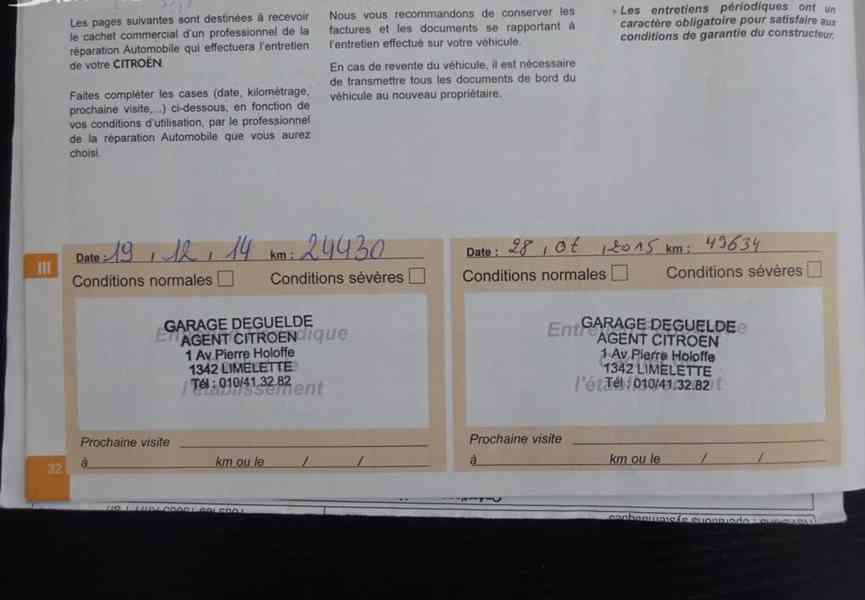 Les pages suivantes sont destinées à recevoir
le cachet commercial d'un professionnel de la
réparation Automobile qui effectuera l'entretien
de votre CITROËN.
Faites compléter les cases (date, kilométrage,
prochaine visite,...) ci-dessous, en fonction de
vos conditions d'utilisation, par le professionnel
de la réparation Automobile que vous aurez
choisi.
Nous vous recommandons de conserver les
factures et les documents se rapportant à
l'entretien effectué sur votre véhicule.
En cas de revente du véhicule, il est nécessaire
de transmettre tous les documents de bord du
véhicule au nouveau propriétaire.
Les entretiens périodiques ont un
caractère obligatoire pour satisfaire aux
conditions de garantie du constructeur.
III
Date : 19 , 12 , 14 km : 24430
Conditions normales Conditions sévères
GARAGE DEGUELDE
AGENT CITROEN
1 Av.Pierre Holoffe
1342 LIMELETTE
Tél : 010/41.32.82
l'établissement
Prochaine visite
à km ou le / /
Date : 28 , 07 , 2015 km : 49634
Conditions normales Conditions sévères
GARAGE DEGUELDE
AGENT CITROEN
1 Av.Pierre Holoffe
1342 LIMELETTE
Tél : 010/41.32.82
Prochaine visite
à km ou le / /
32